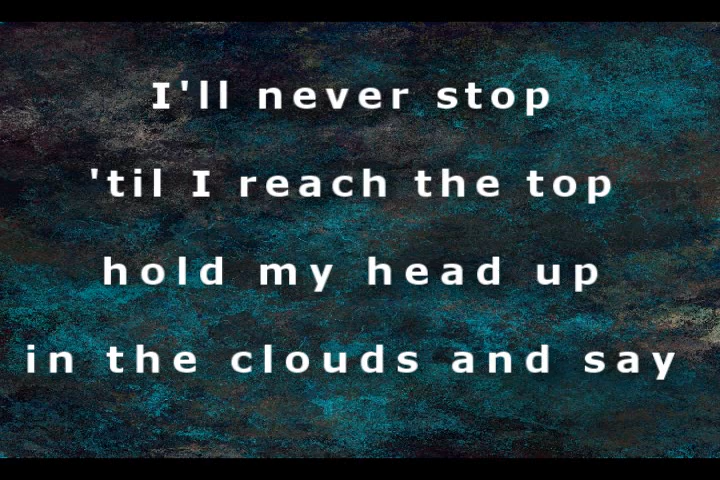 I'll never stop
'til I reach the top
hold my head up
in the clouds and say